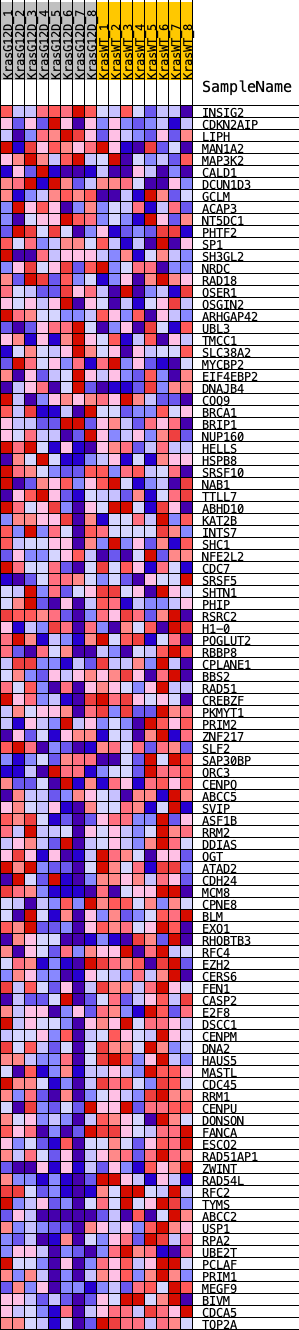 KrasG12D_1
KrasG12D_2
KrasG12D_3
KrasG12D_4
KrasG12D_5
KrasG12D_6
KrasG12D_7
KrasG12D_8
KrasWT_1
KrasWT_2
KrasWT_3
KrasWT_4
KrasWT_5
KrasWT_6
KrasWT_7
KrasWT_8
SampleName
INSIG2
CDKN2AIP
LIPH
MAN1A2
MAP3K2
CALD1
DCUN1D3
GCLM
ACAP3
NT5DC1
PHTF2
SP1
SH3GL2
NRDC
RAD18
OSER1
OSGIN2
ARHGAP42
UBL3
TMCC1
SLC38A2
MYCBP2
EIF4EBP2
DNAJB4
COQ9
BRCA1
BRIP1
NUP160
HELLS
HSPB8
SRSF10
NAB1
TTLL7
ABHD10
KAT2B
INTS7
SHC1
NFE2L2
CDC7
SRSF5
SHTN1
PHIP
RSRC2
H1-0
POGLUT2
RBBP8
CPLANE1
BBS2
RAD51
CREBZF
PKMYT1
PRIM2
ZNF217
SLF2
SAP30BP
ORC3
CENPQ
ABCC5
SVIP
ASF1B
RRM2
DDIAS
OGT
ATAD2
CDH24
MCM8
CPNE8
BLM
EXO1
RHOBTB3
RFC4
EZH2
CERS6
FEN1
CASP2
E2F8
DSCC1
CENPM
DNA2
HAUS5
MASTL
CDC45
RRM1
CENPU
DONSON
FANCA
ESCO2
RAD51AP1
ZWINT
RAD54L
RFC2
TYMS
ABCC2
USP1
RPA2
UBE2T
PCLAF
PRIM1
MEGF9
BIVM
CDCA5
TOP2A